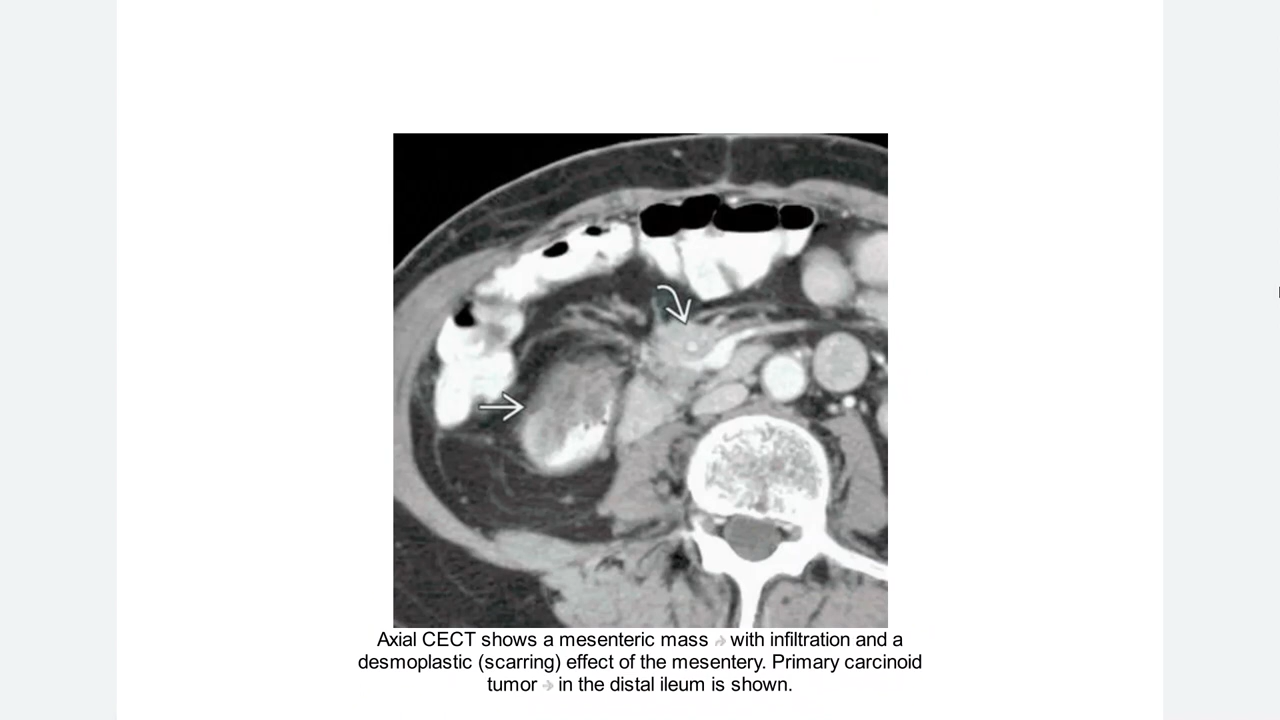 Axial CECT shows a mesenteric mass with infiltration and a
desmoplastic (scarring) effect of the mesentery. Primary carcinoid
tumor in the distal ileum is shown.